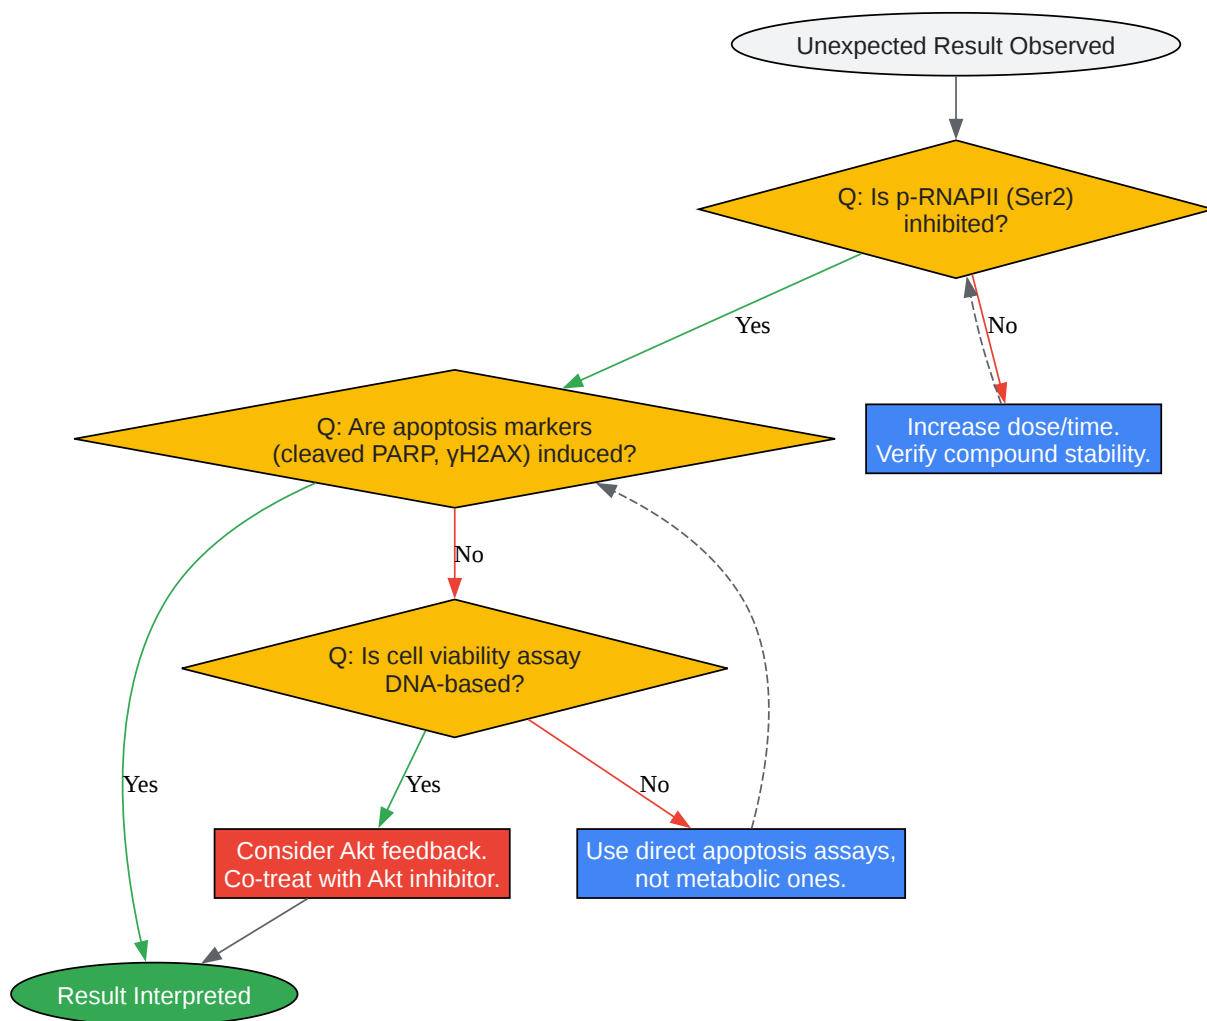 Unexpected Result Observed
Q: Is p-RNAPII (Ser2)
inhibited?
Yes
No
Increase dose/time.
Verify compound stability.
Q: Are apoptosis markers
(cleaved PARP, γH2AX) induced?
No
Q: Is cell viability assay
DNA-based?
Yes
Yes
No
Consider Akt feedback.
Co-treat with Akt inhibitor.
Use direct apoptosis assays,
not metabolic ones.
Result Interpreted